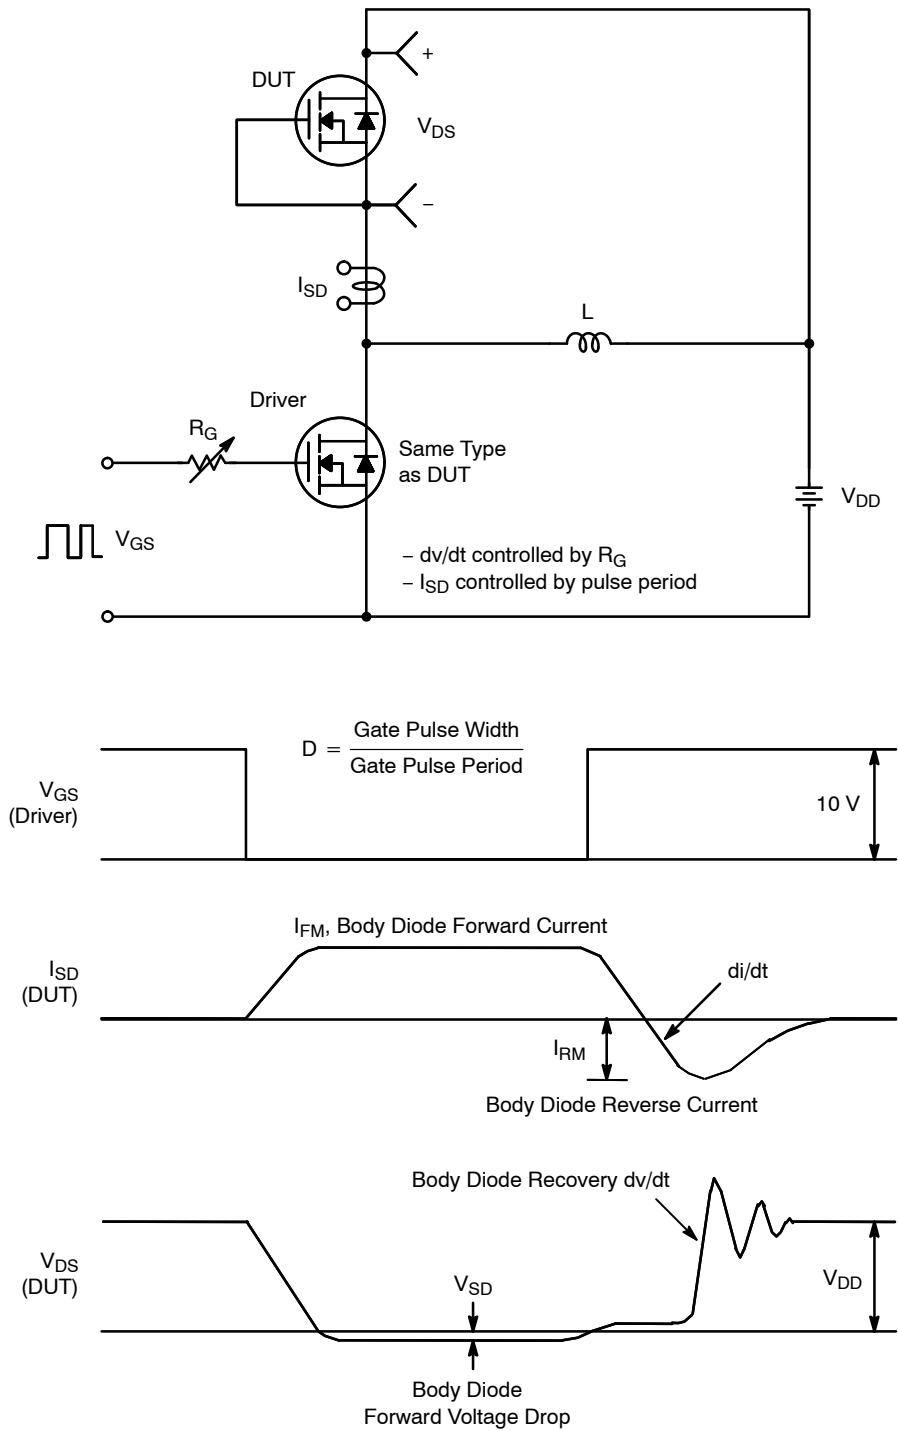 +
DUT
V_DS
−
I_SD
L
Driver
R_G
Same Type
as DUT
V_DD
V_GS
− dv/dt controlled by R_G
− I_SD controlled by pulse period
D = Gate Pulse Width
Gate Pulse Period
V_GS
(Driver)
10 V
I_FM, Body Diode Forward Current
I_SD
(DUT)
di/dt
I_RM
Body Diode Reverse Current
Body Diode Recovery dv/dt
V_DS
(DUT)
V_SD
V_DD
Body Diode
Forward Voltage Drop